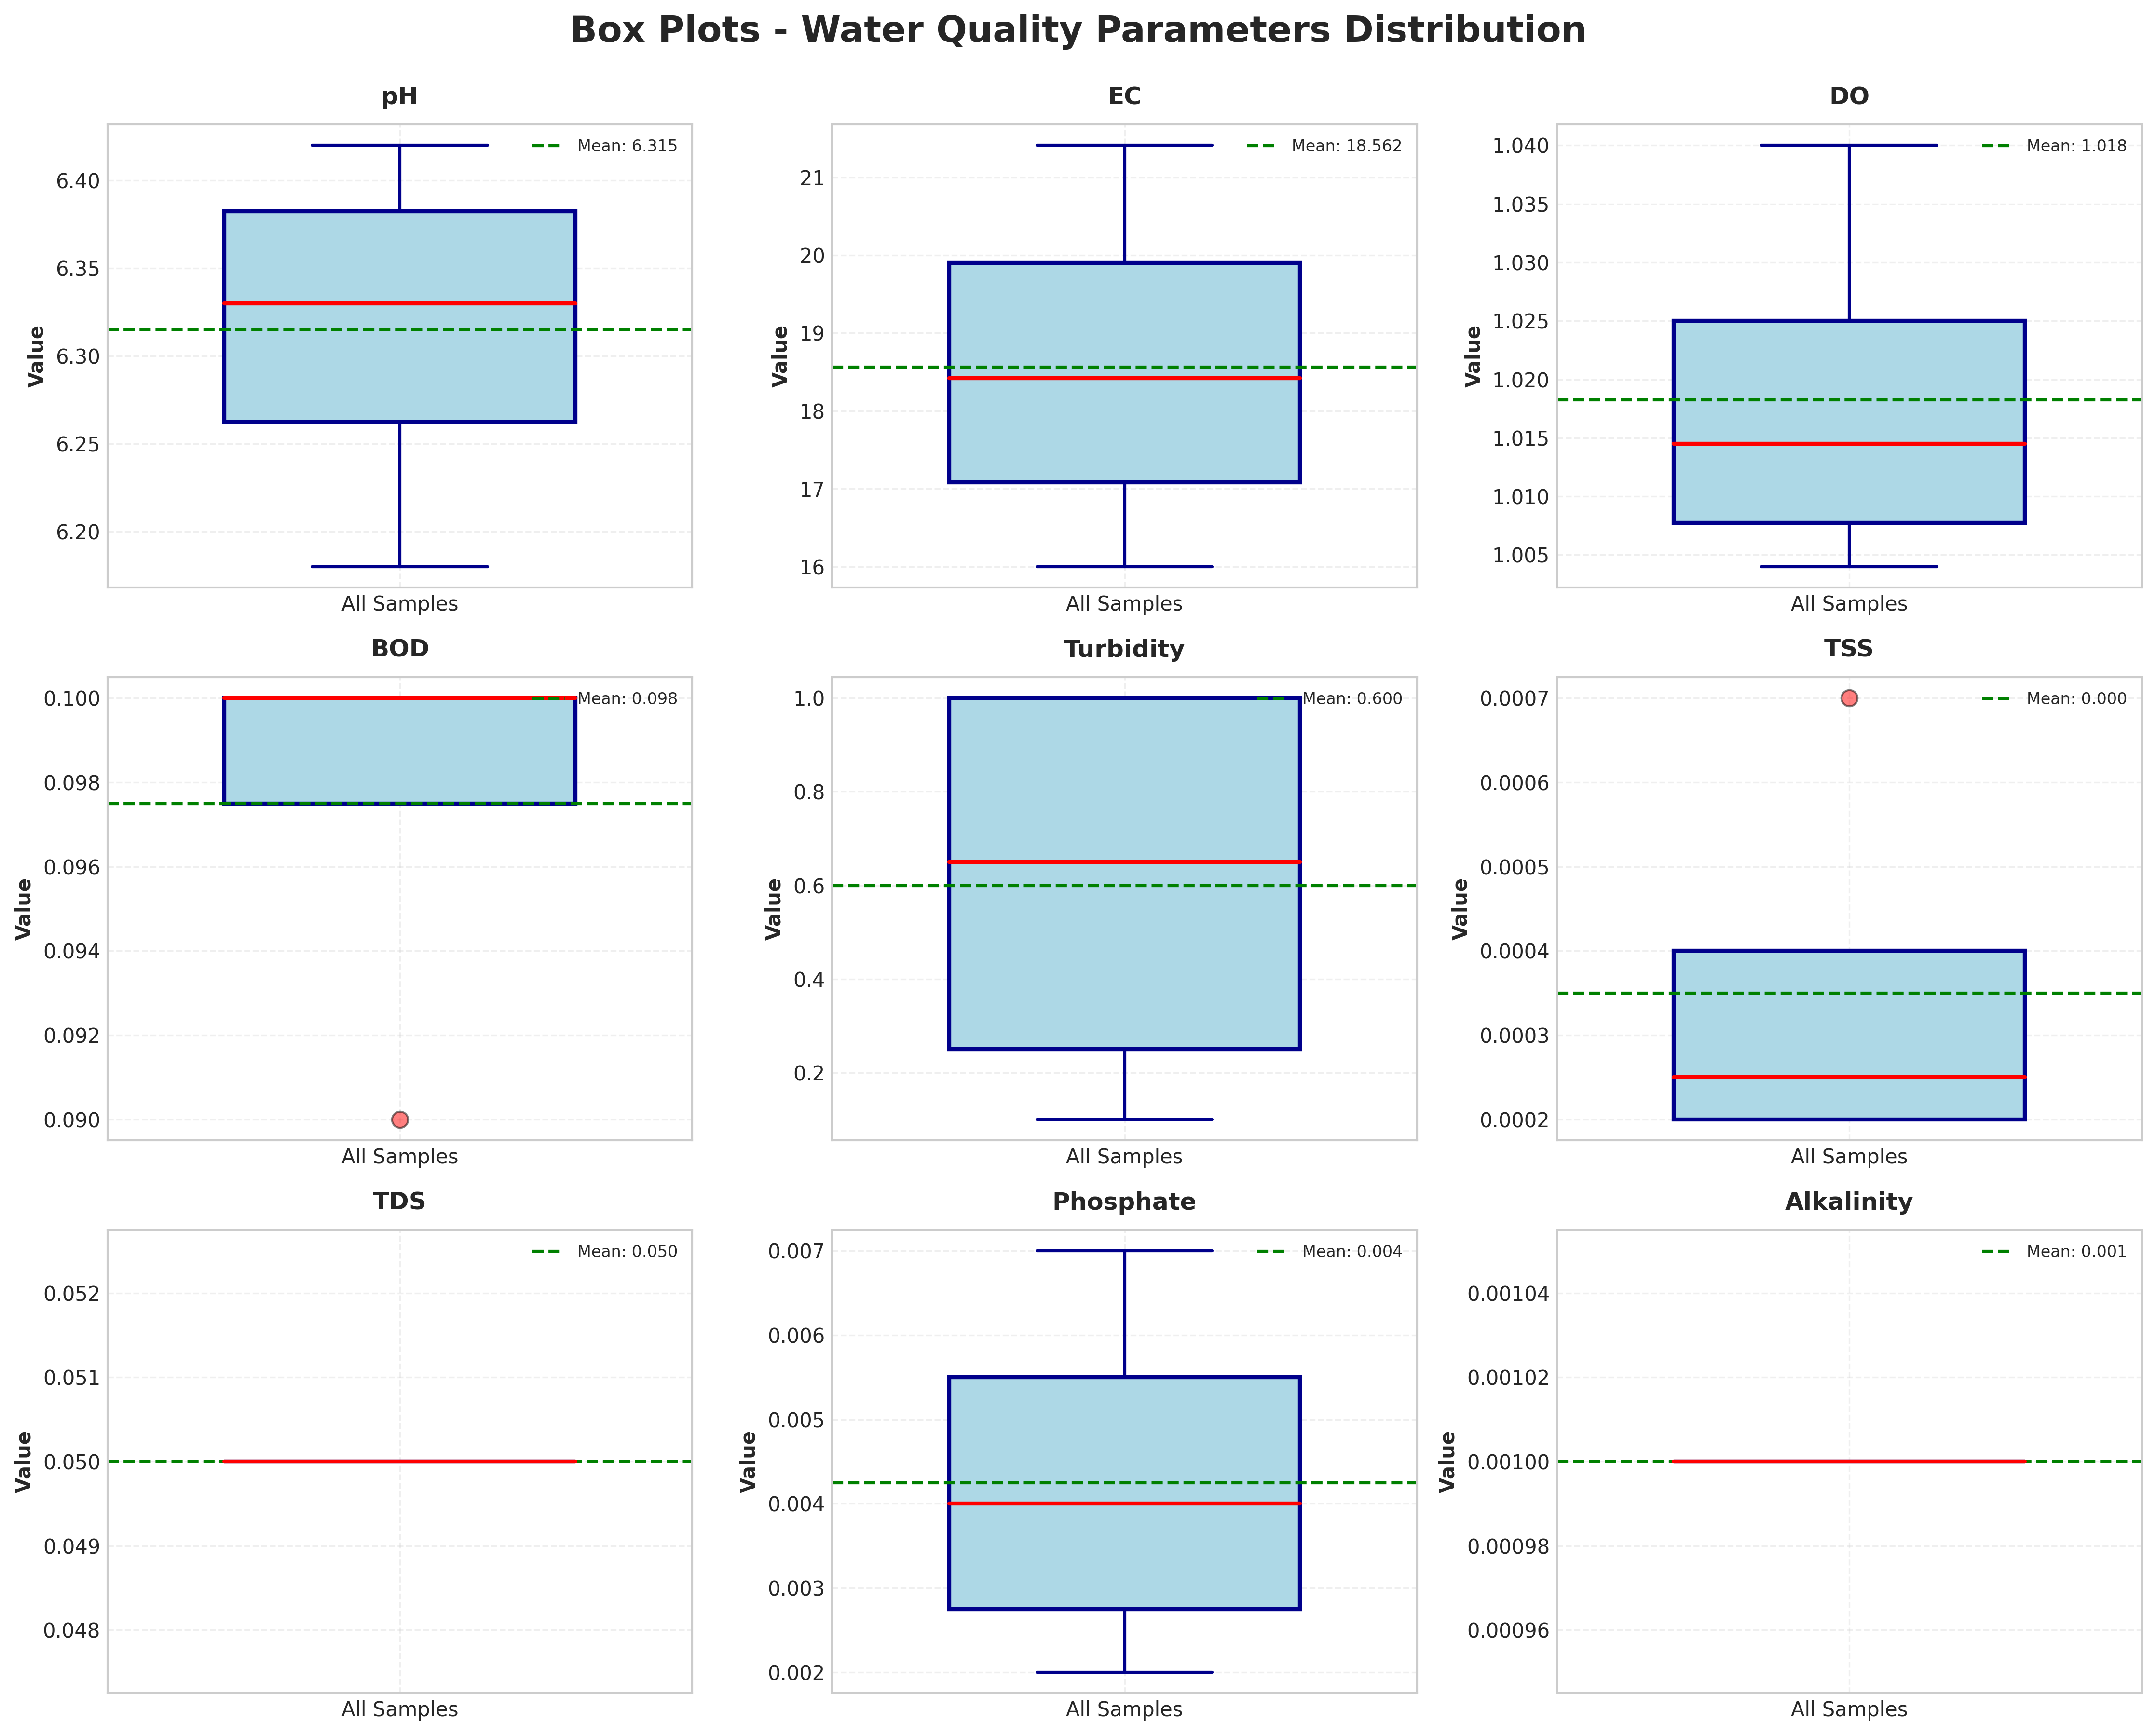 Box Plots - Water Quality Parameters Distribution
pH
Mean: 6.315
6.40
6.35
6.30
6.25
6.20
Value
All Samples
EC
Mean: 18.562
21
20
19
18
17
16
Value
All Samples
DO
Mean: 1.018
1.040
1.035
1.030
1.025
1.020
1.015
1.010
1.005
Value
All Samples
BOD
Mean: 0.098
0.100
0.098
0.096
0.094
0.092
0.090
Value
All Samples
Turbidity
Mean: 0.600
1.0
0.8
0.6
0.4
0.2
Value
All Samples
TSS
Mean: 0.000
0.0007
0.0006
0.0005
0.0004
0.0003
0.0002
Value
All Samples
TDS
Mean: 0.050
0.052
0.051
0.050
0.049
0.048
Value
All Samples
Phosphate
Mean: 0.004
0.007
0.006
0.005
0.004
0.003
0.002
Value
All Samples
Alkalinity
Mean: 0.001
0.00104
0.00102
0.00100
0.00098
0.00096
Value
All Samples